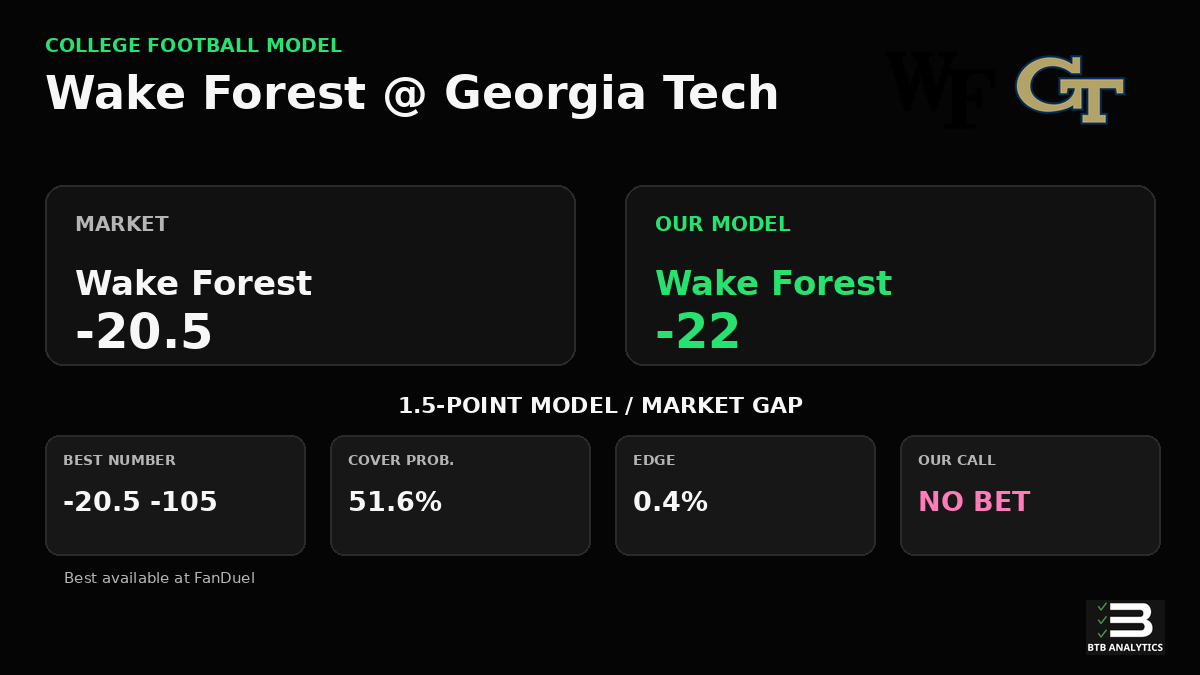 COLLEGE FOOTBALL MODEL
Wake Forest @ Georgia Tech
WF
GT
MARKET
Wake Forest
-20.5
OUR MODEL
Wake Forest
-22
1.5-POINT MODEL / MARKET GAP
BEST NUMBER
-20.5 -105
COVER PROB.
51.6%
EDGE
0.4%
OUR CALL
NO BET
Best available at FanDuel
B
BTB ANALYTICS